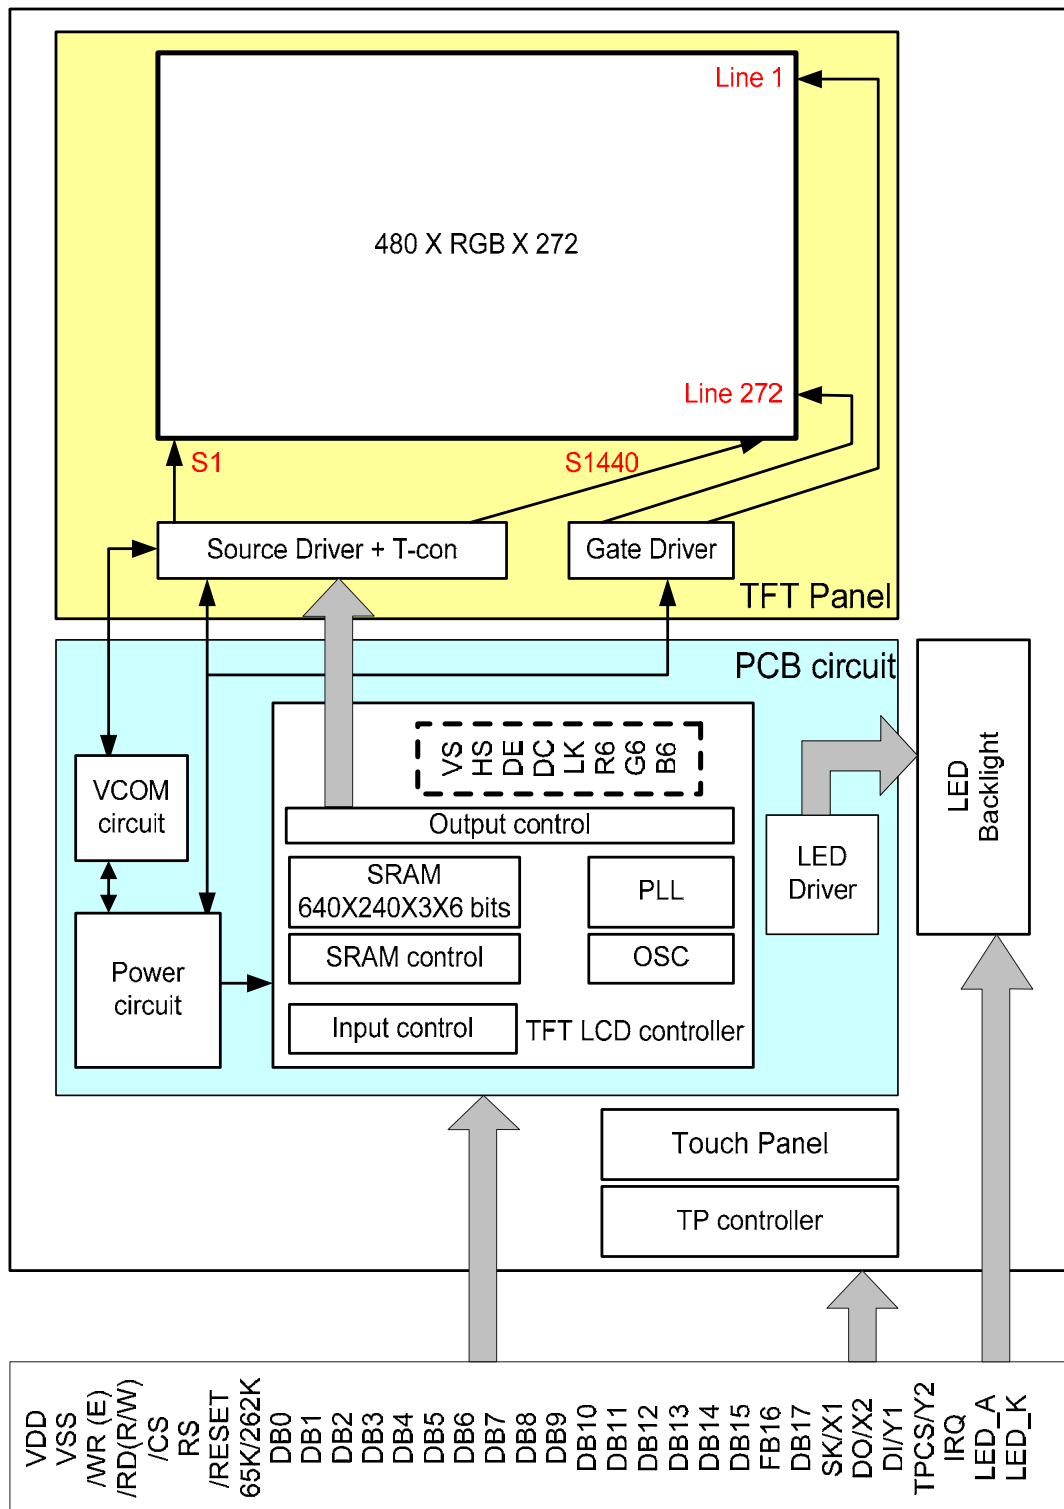 Line 1
480 X RGB X 272
Line 272
S1
S1440
Source Driver + T-con
Gate Driver
TFT Panel
PCB circuit
VS
HS
DE
DC
LK
R6
G6
B6
VCOM
circuit
Output control
LED
Driver
LED
Backlight
SRAM
640X240X3X6 bits
PLL
SRAM control
OSC
Power
circuit
Input control
TFT LCD controller
Touch Panel
TP controller
VDD
VSS
/WR (E)
/RD(R/W)
/CS
RS
/RESET
65K/262K
DB0
DB1
DB2
DB3
DB4
DB5
DB6
DB7
DB8
DB9
DB10
DB11
DB12
DB13
DB14
DB15
FB16
DB17
SK/X1
DO/X2
DI/Y1
TPCS/Y2
IRQ
LED_A
LED_K